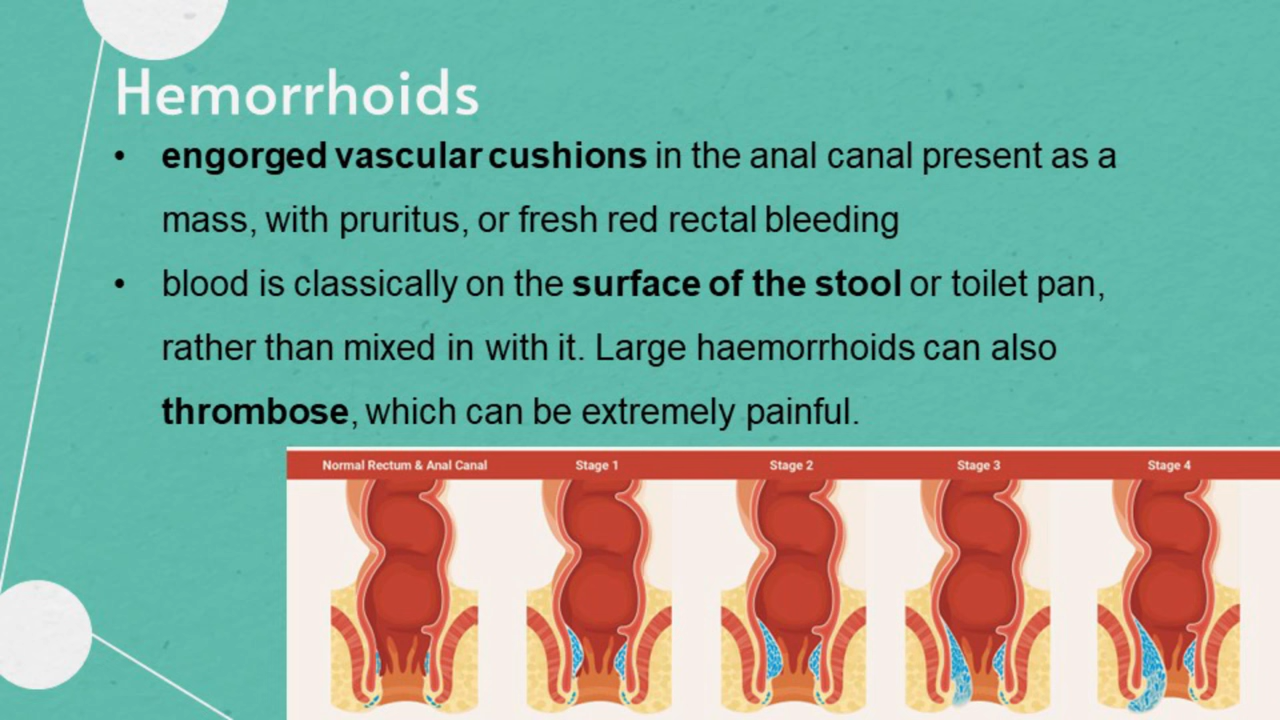 Hemorrhoids
• engorged vascular cushions in the anal canal present as a
mass, with pruritus, or fresh red rectal bleeding
• blood is classically on the surface of the stool or toilet pan,
rather than mixed in with it. Large haemorrhoids can also
thrombose, which can be extremely painful.
Normal Rectum & Anal Canal Stage 1 Stage 2 Stage 3 Stage 4